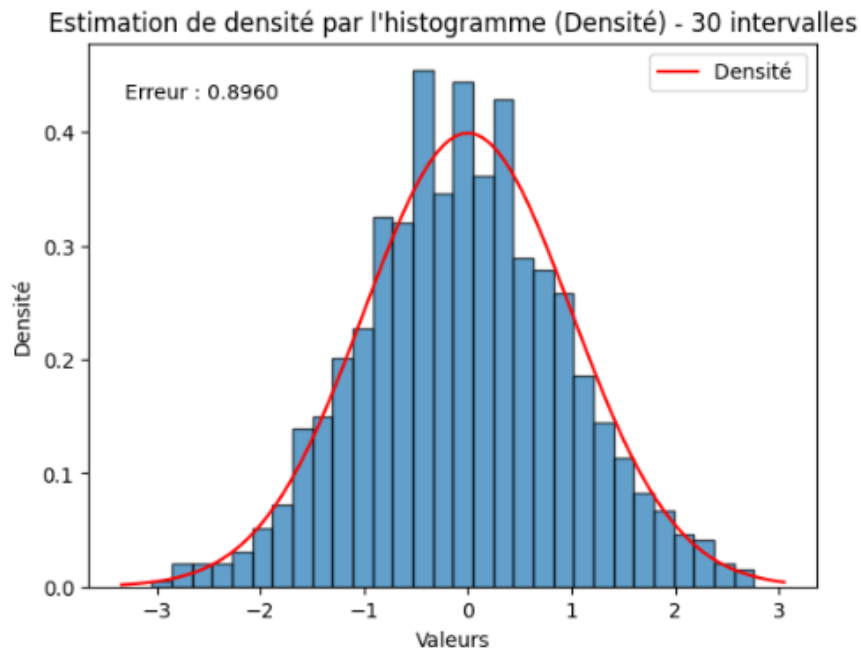 Estimation de densité par l'histogramme (Densité) - 30 intervalles
Erreur : 0.8960
Densité
0.4
0.3
0.2
0.1
0.0
Densité
−3
−2
−1
0
1
2
3
Valeurs